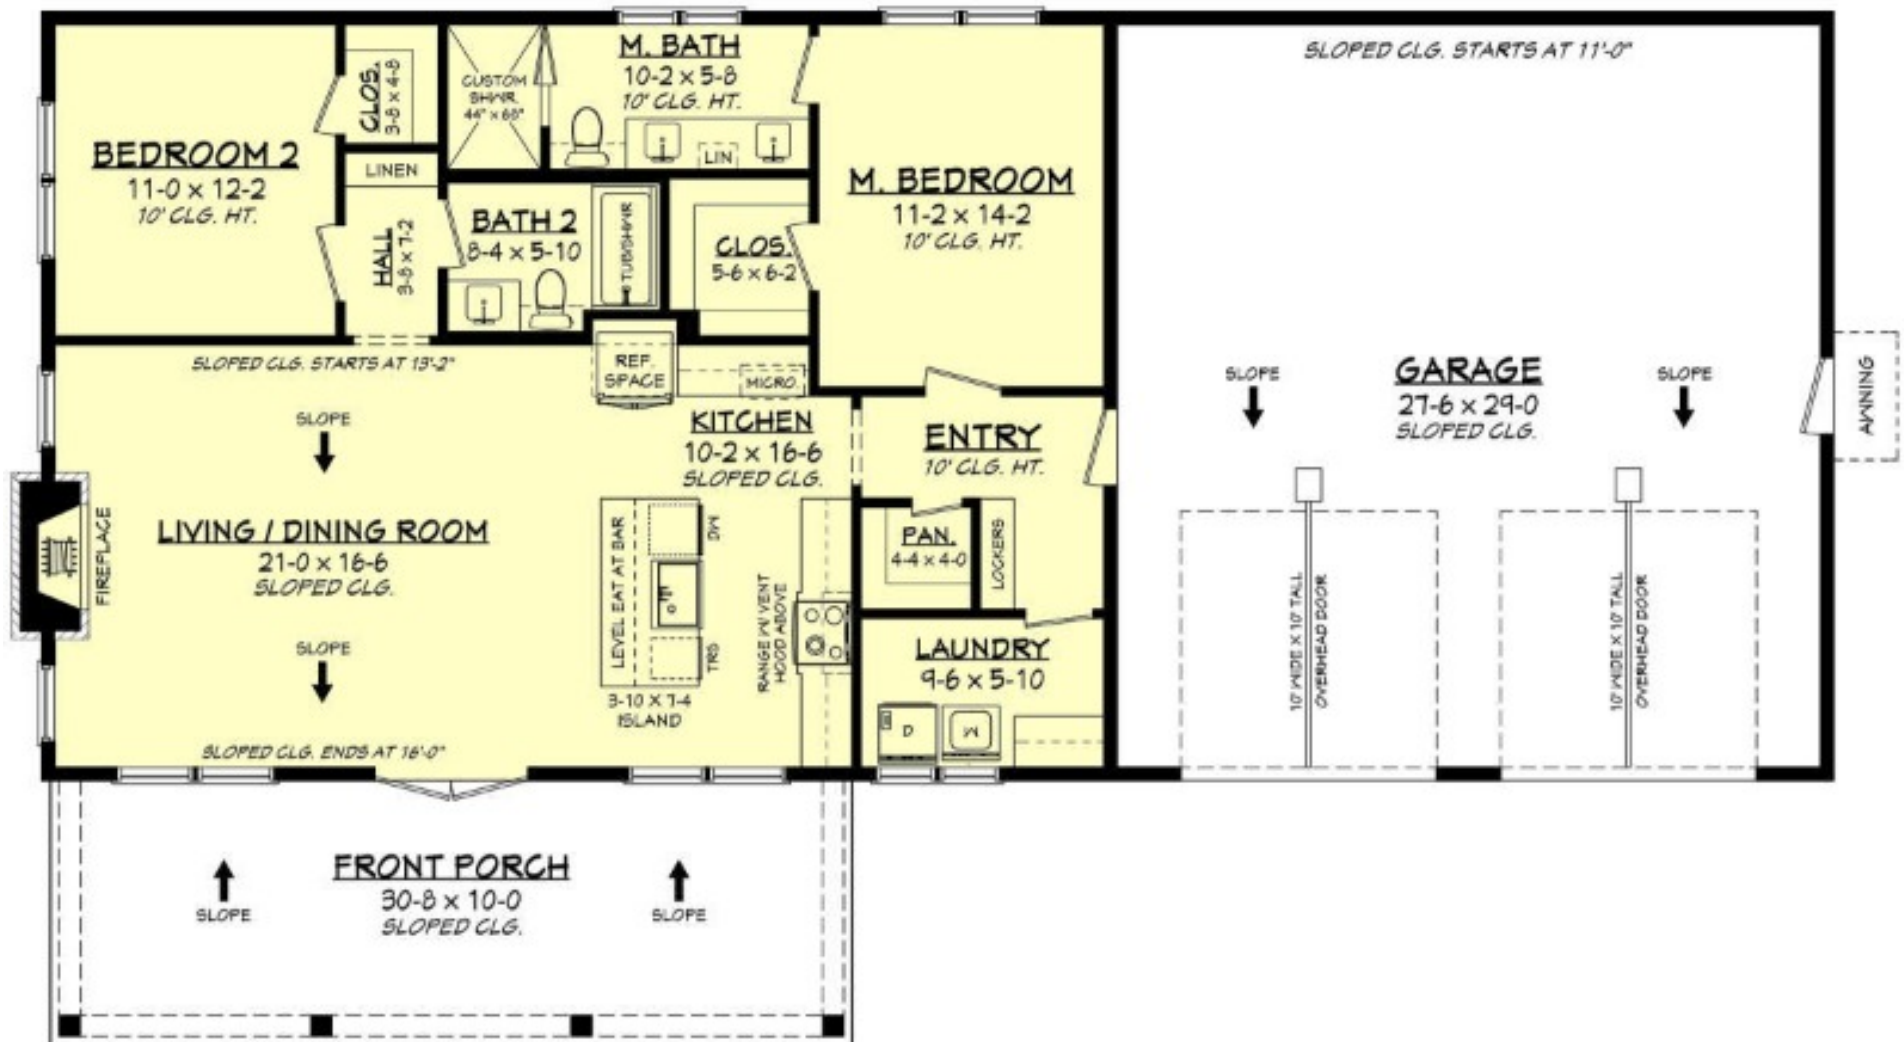 SLOPED CLG. STARTS AT 11'-0"
M. BATH
10-2 x 5-8
10' CLG. HT.
CUSTOM
SHWR.
CLOS.
3-8 x 4-8
BEDROOM 2
11-0 x 12-2
10' CLG. HT.
LINEN
LIN
M. BEDROOM
11-2 x 14-2
10' CLG. HT.
BATH 2
8-4 x 5-10
TUB/SHWR
HALL
3-8 x 7-2
CLOS.
5-6 x 6-2
SLOPED CLG. STARTS AT 13'-2"
REF.
SPACE
MICRO.
SLOPE
KITCHEN
10-2 x 16-6
SLOPED CLG.
ENTRY
10' CLG. HT.
SLOPE
GARAGE
27-6 x 29-0
SLOPED CLG.
SLOPE
AWNING
FIREPLACE
LIVING / DINING ROOM
21-0 x 16-6
SLOPED CLG.
LEVEL EAT AT BAR
DW
TRS
RANGE W/ VENT
HOOD ABOVE
PAN.
4-4 x 4-0
LOCKERS
10' WIDE X 10' TALL
OVERHEAD DOOR
10' WIDE X 10' TALL
OVERHEAD DOOR
SLOPE
3-10 X 7-4
ISLAND
LAUNDRY
9-6 x 5-10
D
W
SLOPED CLG. ENDS AT 16'-0"
FRONT PORCH
30-8 x 10-0
SLOPED CLG.
SLOPE
SLOPE